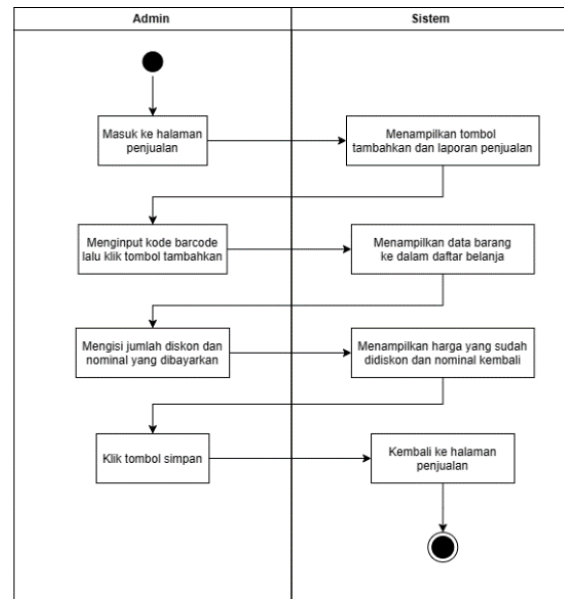 Admin
Sistem
Masuk ke halaman
penjualan
Menampilkan tombol
tambahkan dan laporan penjualan
Menginput kode barcode
lalu klik tombol tambahkan
Menampilkan data barang
ke dalam daftar belanja
Mengisi jumlah diskon dan
nominal yang dibayarkan
Menampilkan harga yang sudah
didiskon dan nominal kembali
Klik tombol simpan
Kembali ke halaman
penjualan